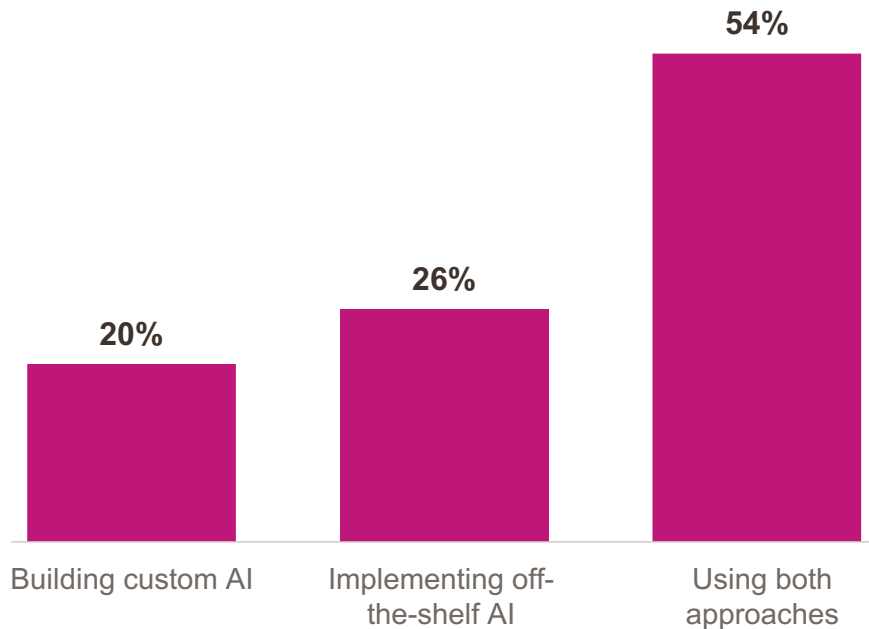 54%
26%
20%
Building custom AI
Implementing off-
the-shelf AI
Using both
approaches